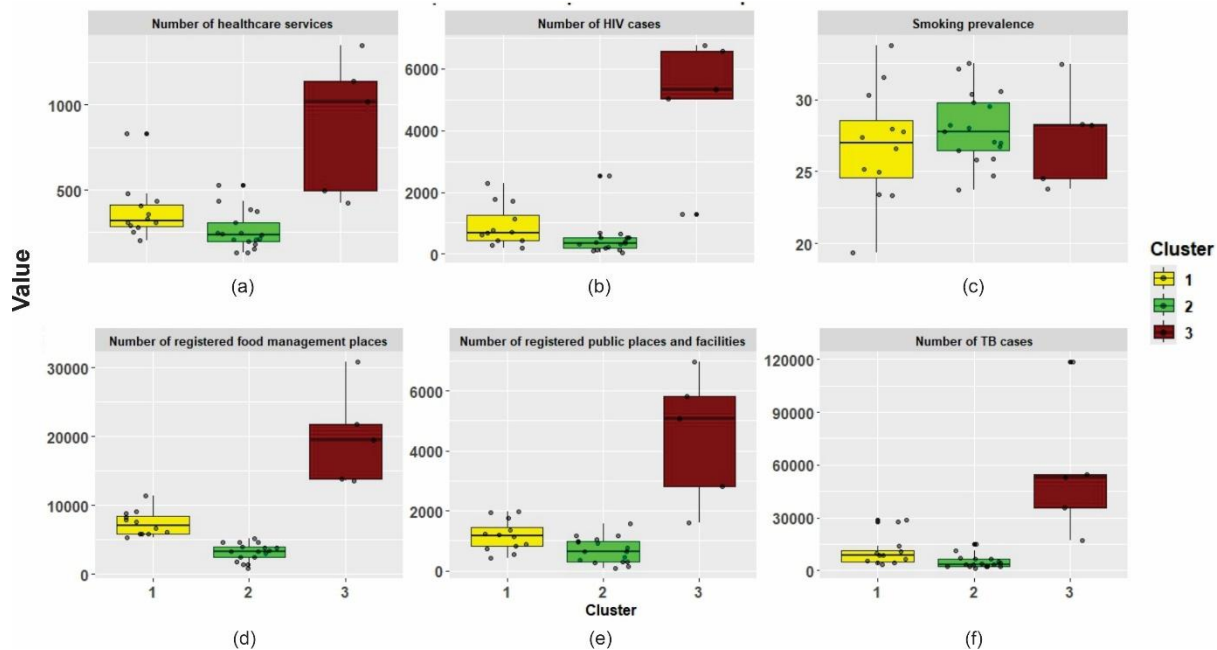 Number of healthcare services
Number of HIV cases
Smoking prevalence
1000
500
6000
4000
2000
0
30
25
20
(a)
(b)
(c)
Value
Cluster
1
2
3
Number of registered food management places
Number of registered public places and facilities
Number of TB cases
30000
20000
10000
0
6000
4000
2000
0
120000
90000
60000
30000
0
1 2 3
1 2 3
1 2 3
Cluster
(d)
(e)
(f)